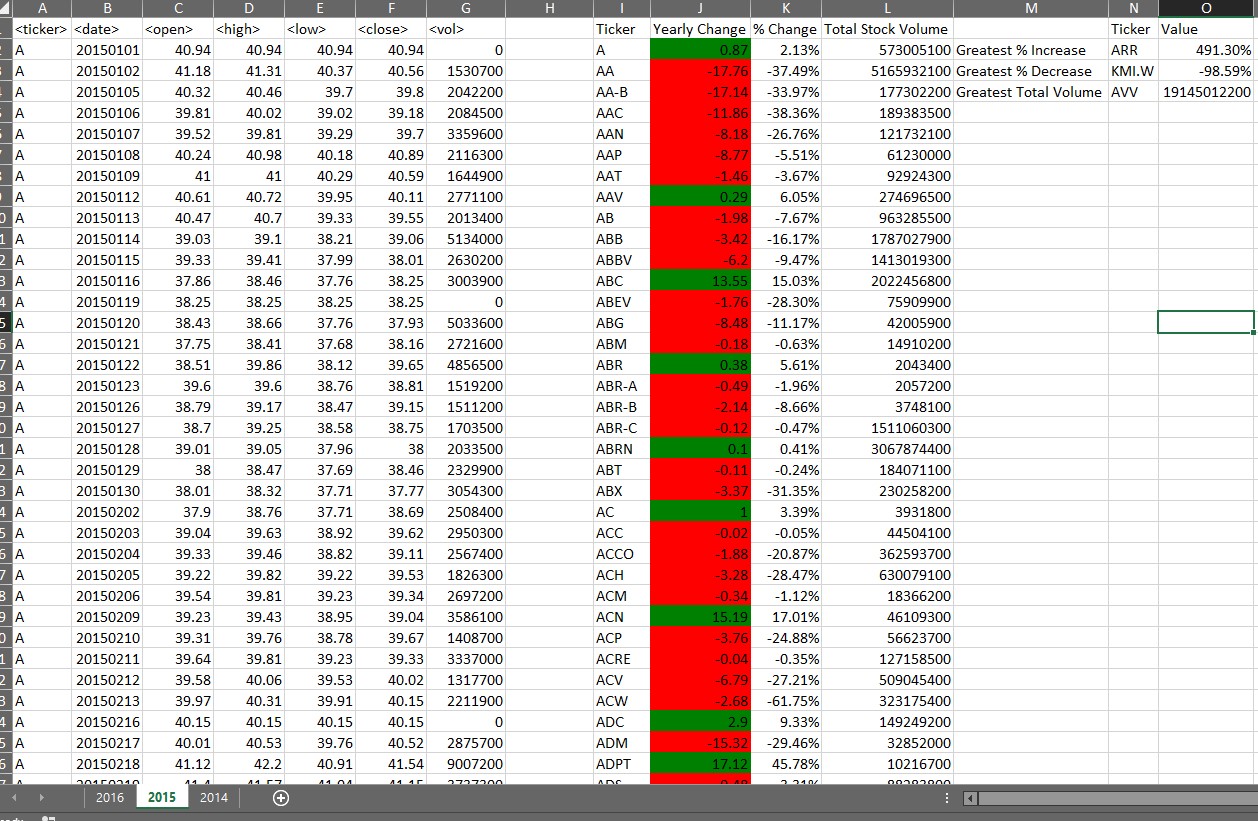 A B C D E F G H I J K L M N O
<ticker> <date> <open> <high> <low> <close> <vol> Ticker Yearly Change % Change Total Stock Volume Ticker Value
A 20150101 40.94 40.94 40.94 40.94 0 A 0.87 2.13% 573005100 Greatest % Increase ARR 491.30%
A 20150102 41.18 41.31 40.37 40.56 1530700 AA -17.76 -37.49% 5165932100 Greatest % Decrease KMI.W -98.59%
A 20150105 40.32 40.46 39.7 39.8 2042200 AA-B -17.14 -33.97% 177302200 Greatest Total Volume AVV 19145012200
A 20150106 39.81 40.02 39.02 39.18 2084500 AAC -11.86 -38.36% 189383500
A 20150107 39.52 39.81 39.29 39.7 3359600 AAN -8.18 -26.76% 121732100
A 20150108 40.24 40.98 40.18 40.89 2116300 AAP -8.77 -5.51% 61230000
A 20150109 41 41 40.29 40.59 1644900 AAT -1.46 -3.67% 92924300
A 20150112 40.61 40.72 39.95 40.11 2771100 AAV 0.29 6.05% 274696500
A 20150113 40.47 40.7 39.33 39.55 2013400 AB -1.98 -7.67% 963285500
A 20150114 39.03 39.1 38.21 39.06 5134000 ABB -3.42 -16.17% 1787027900
A 20150115 39.33 39.41 37.99 38.01 2630200 ABBV -6.2 -9.47% 1413019300
A 20150116 37.86 38.46 37.76 38.25 3003900 ABC 13.55 15.03% 2022456800
A 20150119 38.25 38.25 38.25 38.25 0 ABEV -1.76 -28.30% 75909900
A 20150120 38.43 38.66 37.76 37.93 5033600 ABG -8.48 -11.17% 42005900
A 20150121 37.75 38.41 37.68 38.16 2721600 ABM -0.18 -0.63% 14910200
A 20150122 38.51 39.86 38.12 39.65 4856500 ABR 0.38 5.61% 2043400
A 20150123 39.6 39.6 38.76 38.81 1519200 ABR-A -0.49 -1.96% 2057200
A 20150126 38.79 39.17 38.47 39.15 1511200 ABR-B -2.14 -8.66% 3748100
A 20150127 38.7 39.25 38.58 38.75 1703500 ABR-C -0.12 -0.47% 1511060300
A 20150128 39.01 39.05 37.96 38 2033500 ABRN 0.1 0.41% 3067874400
A 20150129 38 38.47 37.69 38.46 2329900 ABT -0.11 -0.24% 184071100
A 20150130 38.01 38.32 37.71 37.77 3054300 ABX -3.37 -31.35% 230258200
A 20150202 37.9 38.76 37.71 38.69 2508400 AC 1 3.39% 3931800
A 20150203 39.04 39.63 38.92 39.62 2950300 ACC -0.02 -0.05% 44504100
A 20150204 39.33 39.46 38.82 39.11 2567400 ACCO -1.88 -20.87% 362593700
A 20150205 39.22 39.82 39.22 39.53 1826300 ACH -3.28 -28.47% 630079100
A 20150206 39.54 39.81 39.23 39.34 2697200 ACM -0.34 -1.12% 18366200
A 20150209 39.23 39.43 38.95 39.04 3586100 ACN 15.19 17.01% 46109300
A 20150210 39.31 39.76 38.78 39.67 1408700 ACP -3.76 -24.88% 56623700
A 20150211 39.64 39.81 39.23 39.33 3337000 ACRE -0.04 -0.35% 127158500
A 20150212 39.58 40.06 39.53 40.02 1317700 ACV -6.79 -27.21% 509045400
A 20150213 39.97 40.31 39.91 40.15 2211900 ACW -2.68 -61.75% 323175400
A 20150216 40.15 40.15 40.15 40.15 0 ADC 2.9 9.33% 149249200
A 20150217 40.01 40.53 39.76 40.52 2875700 ADM -15.32 -29.46% 32852000
A 20150218 41.12 42.2 40.91 41.54 9007200 ADPT 17.12 45.78% 10216700
2016 2015 2014